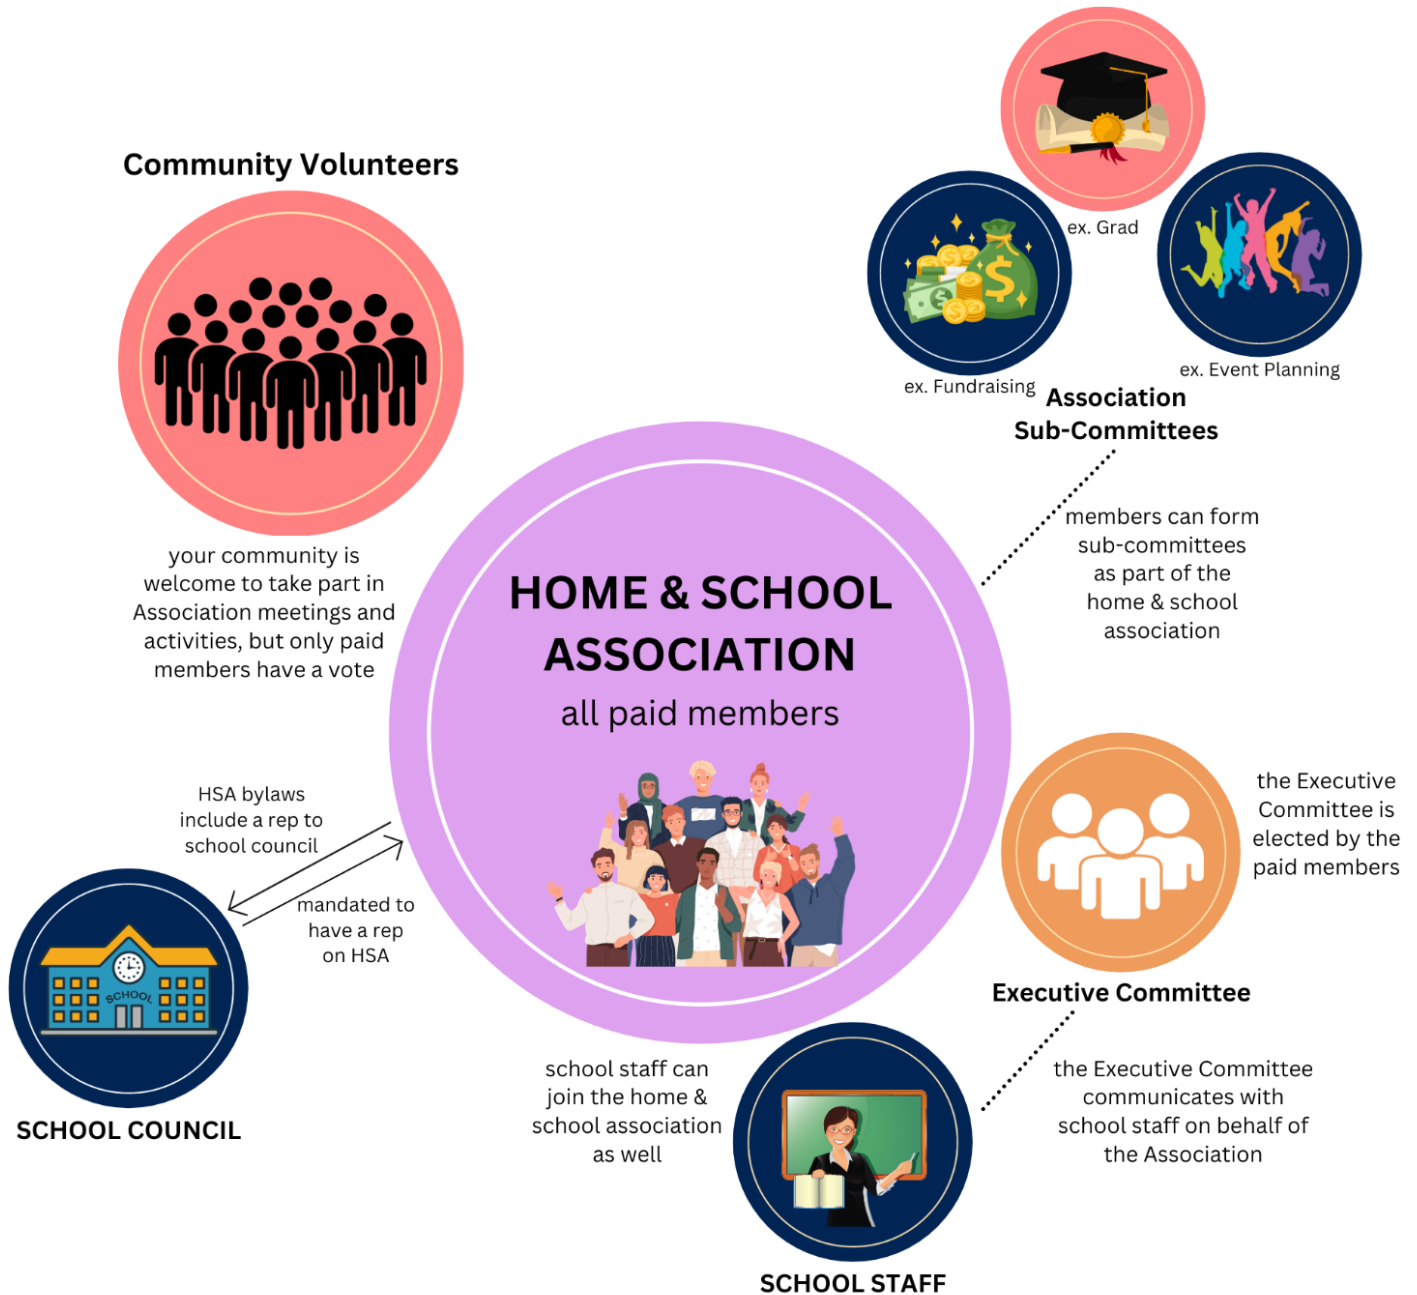 Community Volunteers
your community is
welcome to take part in
Association meetings and
activities, but only paid
members have a vote
ex. Grad
ex. Fundraising
ex. Event Planning
Association
Sub-Committees
members can form
sub-committees
as part of the
home & school
association
HOME & SCHOOL
ASSOCIATION
all paid members
HSA bylaws
include a rep to
school council
mandated to
have a rep
on HSA
SCHOOL
SCHOOL COUNCIL
the Executive
Committee is
elected by the
paid members
Executive Committee
the Executive Committee
communicates with
school staff on behalf of
the Association
school staff can
join the home &
school association
as well
SCHOOL STAFF